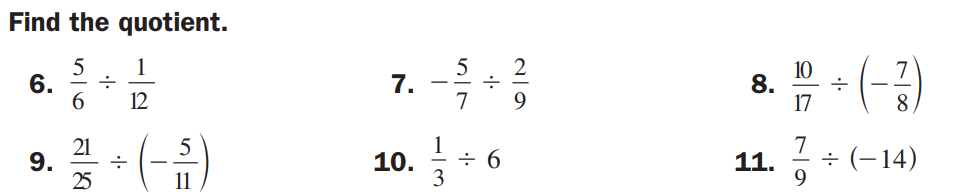 Find the quotient.
6. 5/6 ÷ 1/12 7. −5/7 ÷ 2/9 8. 10/17 ÷ (−7/8)
9. 21/25 ÷ (−5/11) 10. 1/3 ÷ 6 11. 7/9 ÷ (−14)